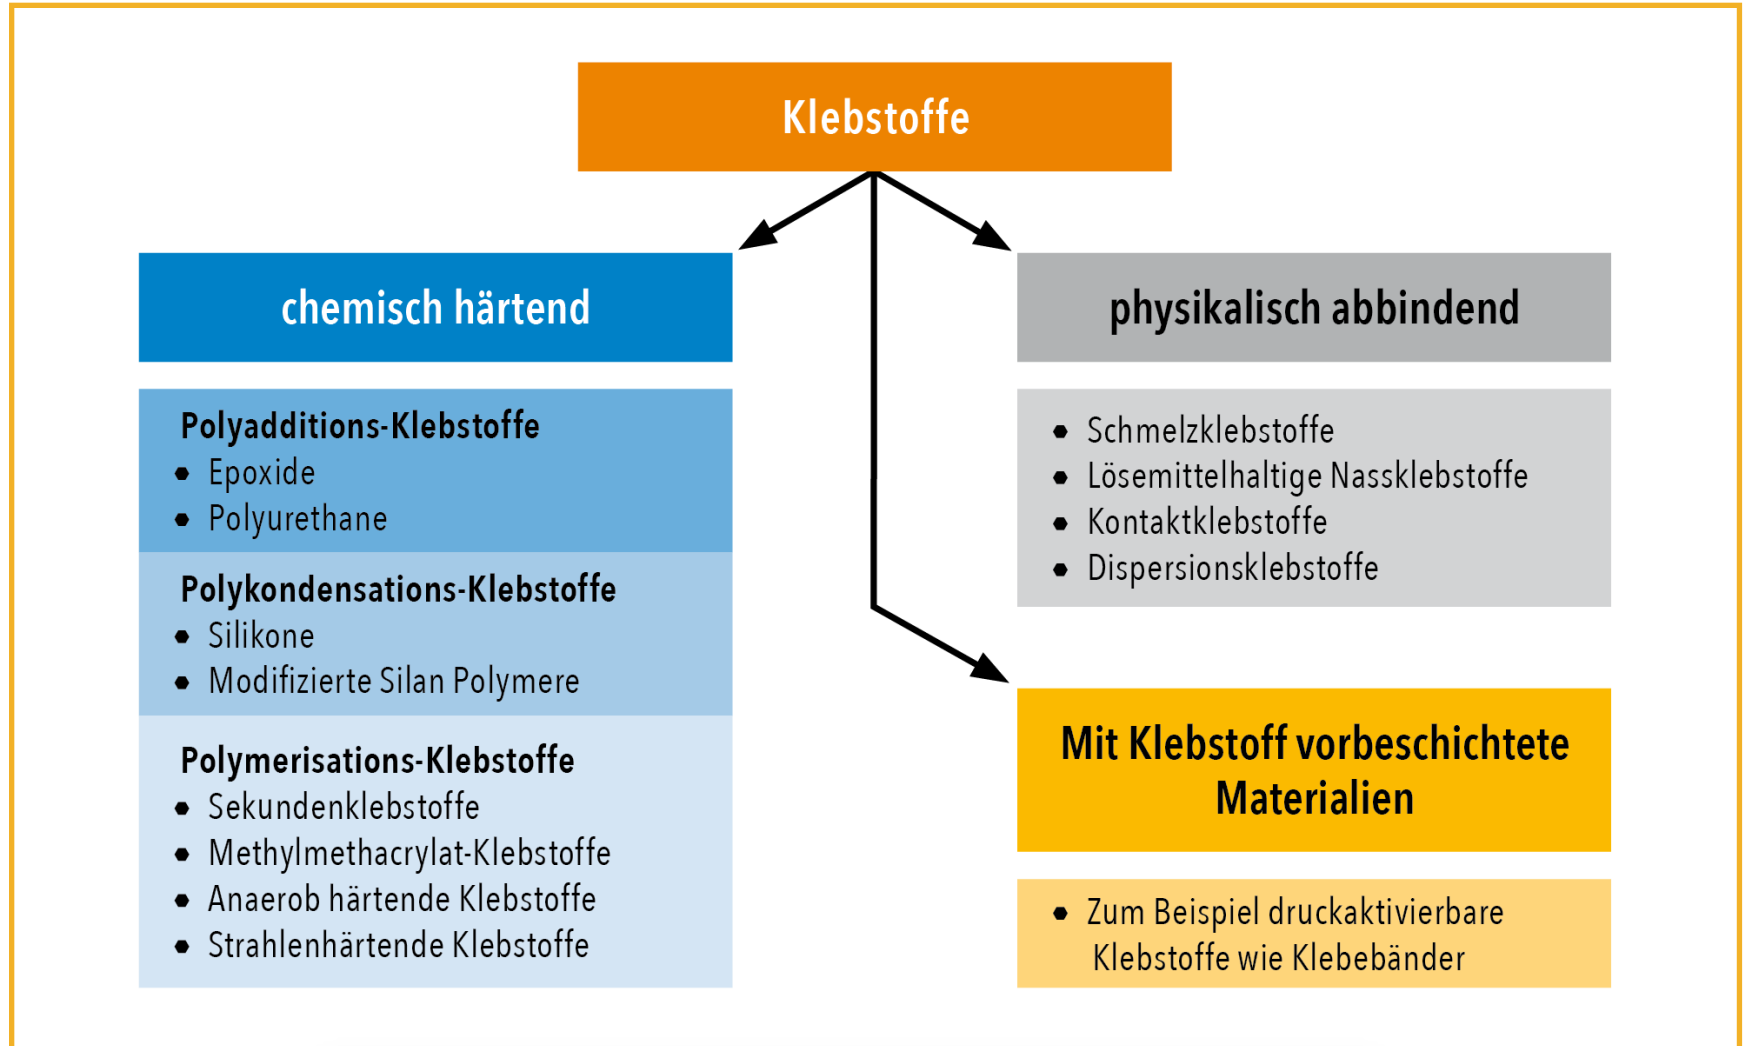 Klebstoffe
chemisch härtend
Polyadditions-Klebstoffe
Epoxide
Polyurethane
Polykondensations-Klebstoffe
Silikone
Modifizierte Silan Polymere
Polymerisations-Klebstoffe
Sekundenklebstoffe
Methylmethacrylat-Klebstoffe
Anaerob härtende Klebstoffe
Strahlenhärtende Klebstoffe
physikalisch abbindend
Schmelzklebstoffe
Lösemittelhaltige Nassklebstoffe
Kontaktklebstoffe
Dispersionsklebstoffe
Mit Klebstoff vorbeschichtete
Materialien
Zum Beispiel druckaktivierbare
Klebstoffe wie Klebebänder